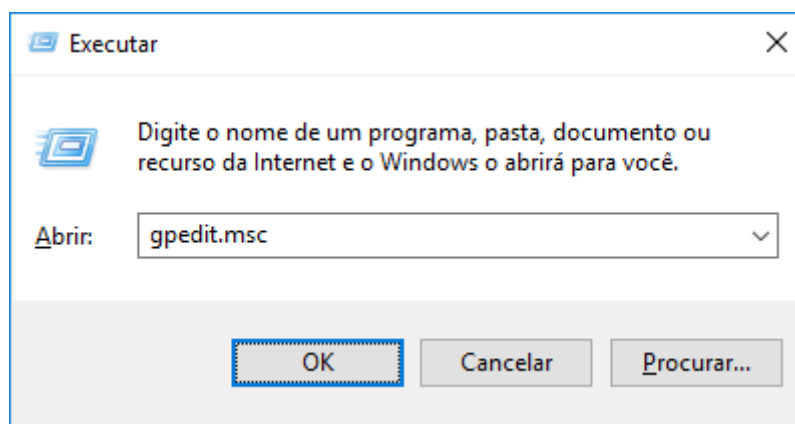 Executar
Digite o nome de um programa, pasta, documento ou
recurso da Internet e o Windows o abrirá para você.
Abrir: gpedit.msc
OK Cancelar Procurar...